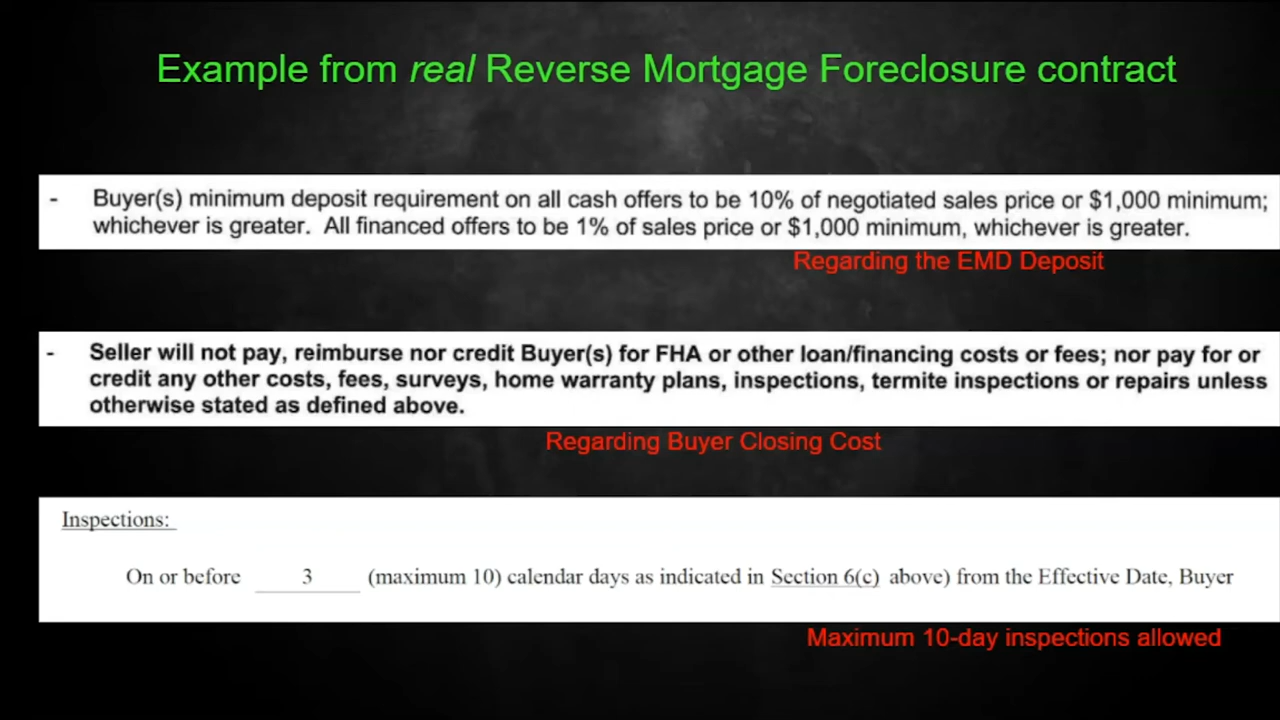 Example from real Reverse Mortgage Foreclosure contract
- Buyer(s) minimum deposit requirement on all cash offers to be 10% of negotiated sales price or $1,000 minimum;
whichever is greater.  All financed offers to be 1% of sales price or $1,000 minimum, whichever is greater.
Regarding the EMD Deposit
- Seller will not pay, reimburse nor credit Buyer(s) for FHA or other loan/financing costs or fees; nor pay for or
credit any other costs, fees, surveys, home warranty plans, inspections, termite inspections or repairs unless
otherwise stated as defined above.
Regarding Buyer Closing Cost
Inspections:
On or before 3 (maximum 10) calendar days as indicated in Section 6(c) above) from the Effective Date, Buyer
Maximum 10-day inspections allowed